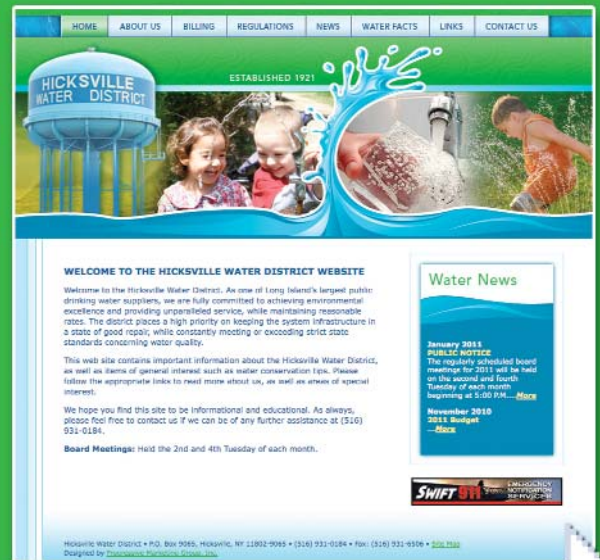 HOME ABOUT US BILLING REGULATIONS NEWS WATER FACTS LINKS CONTACT US
ESTABLISHED 1921
HICKSVILLE
WATER DISTRICT
WELCOME TO THE HICKSVILLE WATER DISTRICT WEBSITE
Welcome to the Hicksville Water District. As one of Long Island's largest public
drinking water suppliers, we are fully committed to achieving environmental
excellence and providing unparalleled service, while maintaining reasonable
rates. The district places a high priority on keeping the system infrastructure in
a state of good repair, while constantly meeting or exceeding strict state
standards concerning water quality.
This web site contains important information about the Hicksville Water District,
as well as items of general interest such as water conservation tips. Please
follow the appropriate links to read more about us, as well as areas of special
interest.
We hope you find this site to be informational and educational. As always,
please feel free to contact us if we can be of any further assistance at (516)
931-0184.
Board Meetings: Held the 2nd and 4th Tuesday of each month.
Water News
January 2011
PUBLIC NOTICE
The regularly scheduled board
meetings for 2011 will be held
on the second and fourth
Tuesday of each month
beginning at 5:00 P.M....More
November 2010
2011 Budget
...More
SWIFT 911 EMERGENCY
NOTIFICATION
SERVICES
Hicksville Water District • P.O. Box 9065, Hicksville, NY 11802-9065 • (516) 931-0184 • Fax: (516) 931-6506 • Site Map
Designed by Progressive Marketing Group, Inc.